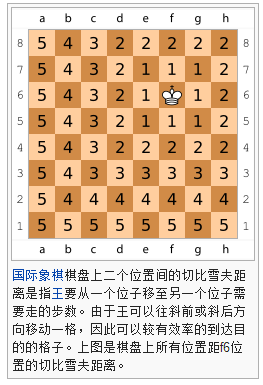 a b c d e f g h
8 5 4 3 2 2 2 2 2 8
7 5 4 3 2 1 1 1 2 7
6 5 4 3 2 1 1 2 6
5 5 4 3 2 1 1 1 2 5
4 5 4 3 2 2 2 2 2 4
3 5 4 3 3 3 3 3 3 3
2 5 4 4 4 4 4 4 4 2
1 5 5 5 5 5 5 5 5 1
a b c d e f g h
国际象棋棋盘上二个位置间的切比雪夫距
离是指王要从一个位子移至另一个位子需
要走的步数。由于王可以往斜前或斜后方
向移动一格，因此可以较有效率的到达目
的的格子。上图是棋盘上所有位置距f6位
置的切比雪夫距离。